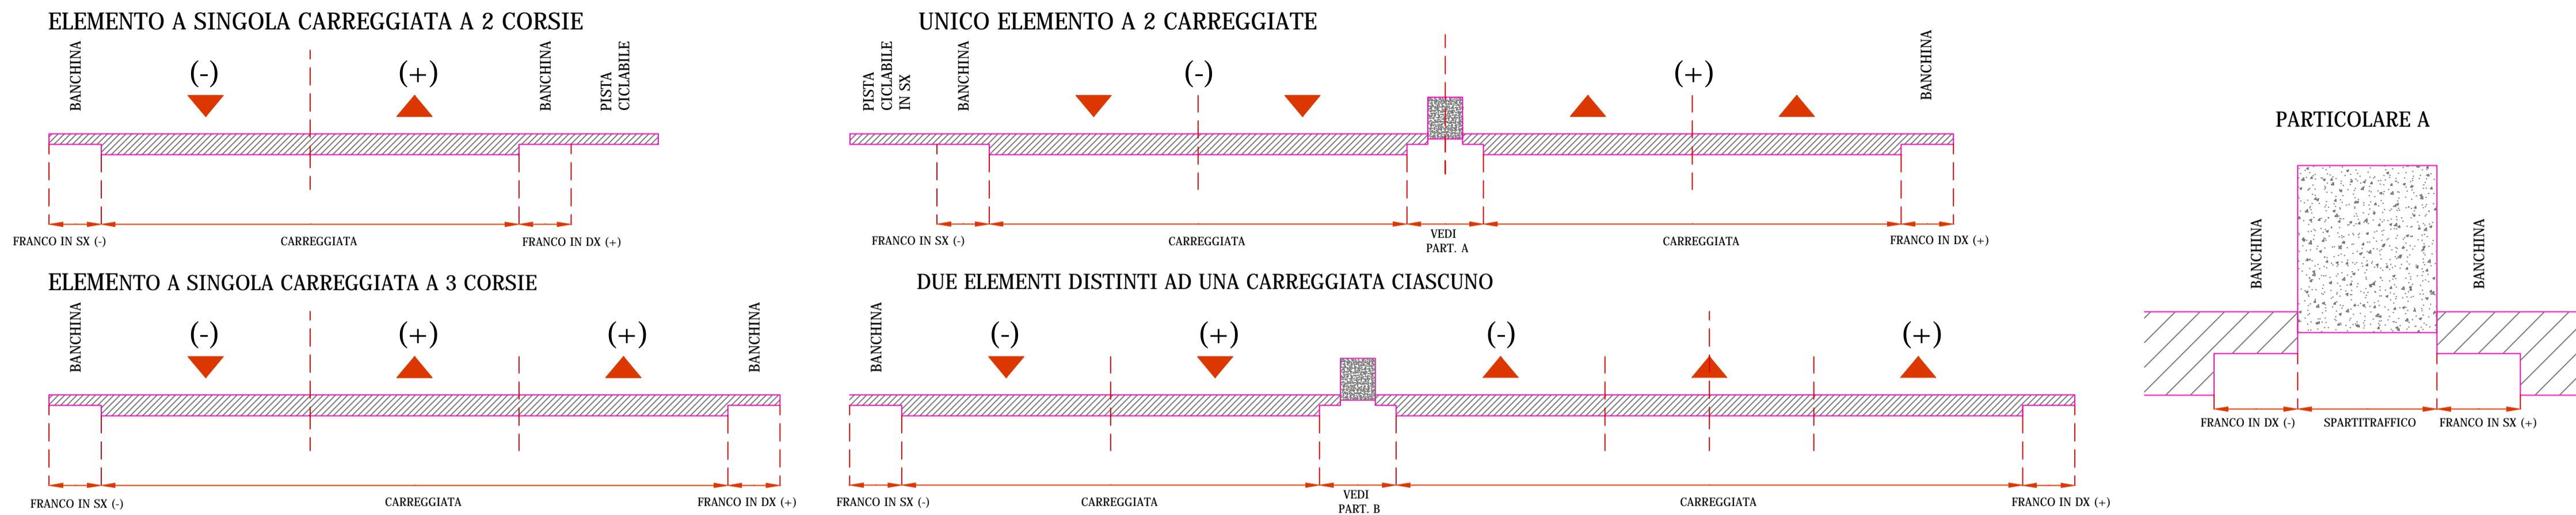 ELEMENTO A SINGOLA CARREGGIATA A 2 CORSIE
BANCHINA
(-)
(+)
BANCHINA
PISTA
CICLABILE
FRANCO IN SX (-)
CARREGGIATA
FRANCO IN DX (+)
UNICO ELEMENTO A 2 CARREGGIATE
PISTA
CICLABILE
IN SX
BANCHINA
(-)
(+)
BANCHINA
FRANCO IN SX (-)
CARREGGIATA
VEDI
PART. A
CARREGGIATA
FRANCO IN DX (+)
ELEMENTO A SINGOLA CARREGGIATA A 3 CORSIE
BANCHINA
(-)
(+)
(+)
BANCHINA
FRANCO IN SX (-)
CARREGGIATA
FRANCO IN DX (+)
DUE ELEMENTI DISTINTI AD UNA CARREGGIATA CIASCUNO
BANCHINA
(-)
(+)
(-)
(+)
FRANCO IN SX (-)
CARREGGIATA
VEDI
PART. B
CARREGGIATA
FRANCO IN DX (+)
PARTICOLARE A
BANCHINA
BANCHINA
FRANCO IN DX (-)
SPARTITRAFFICO
FRANCO IN SX (+)